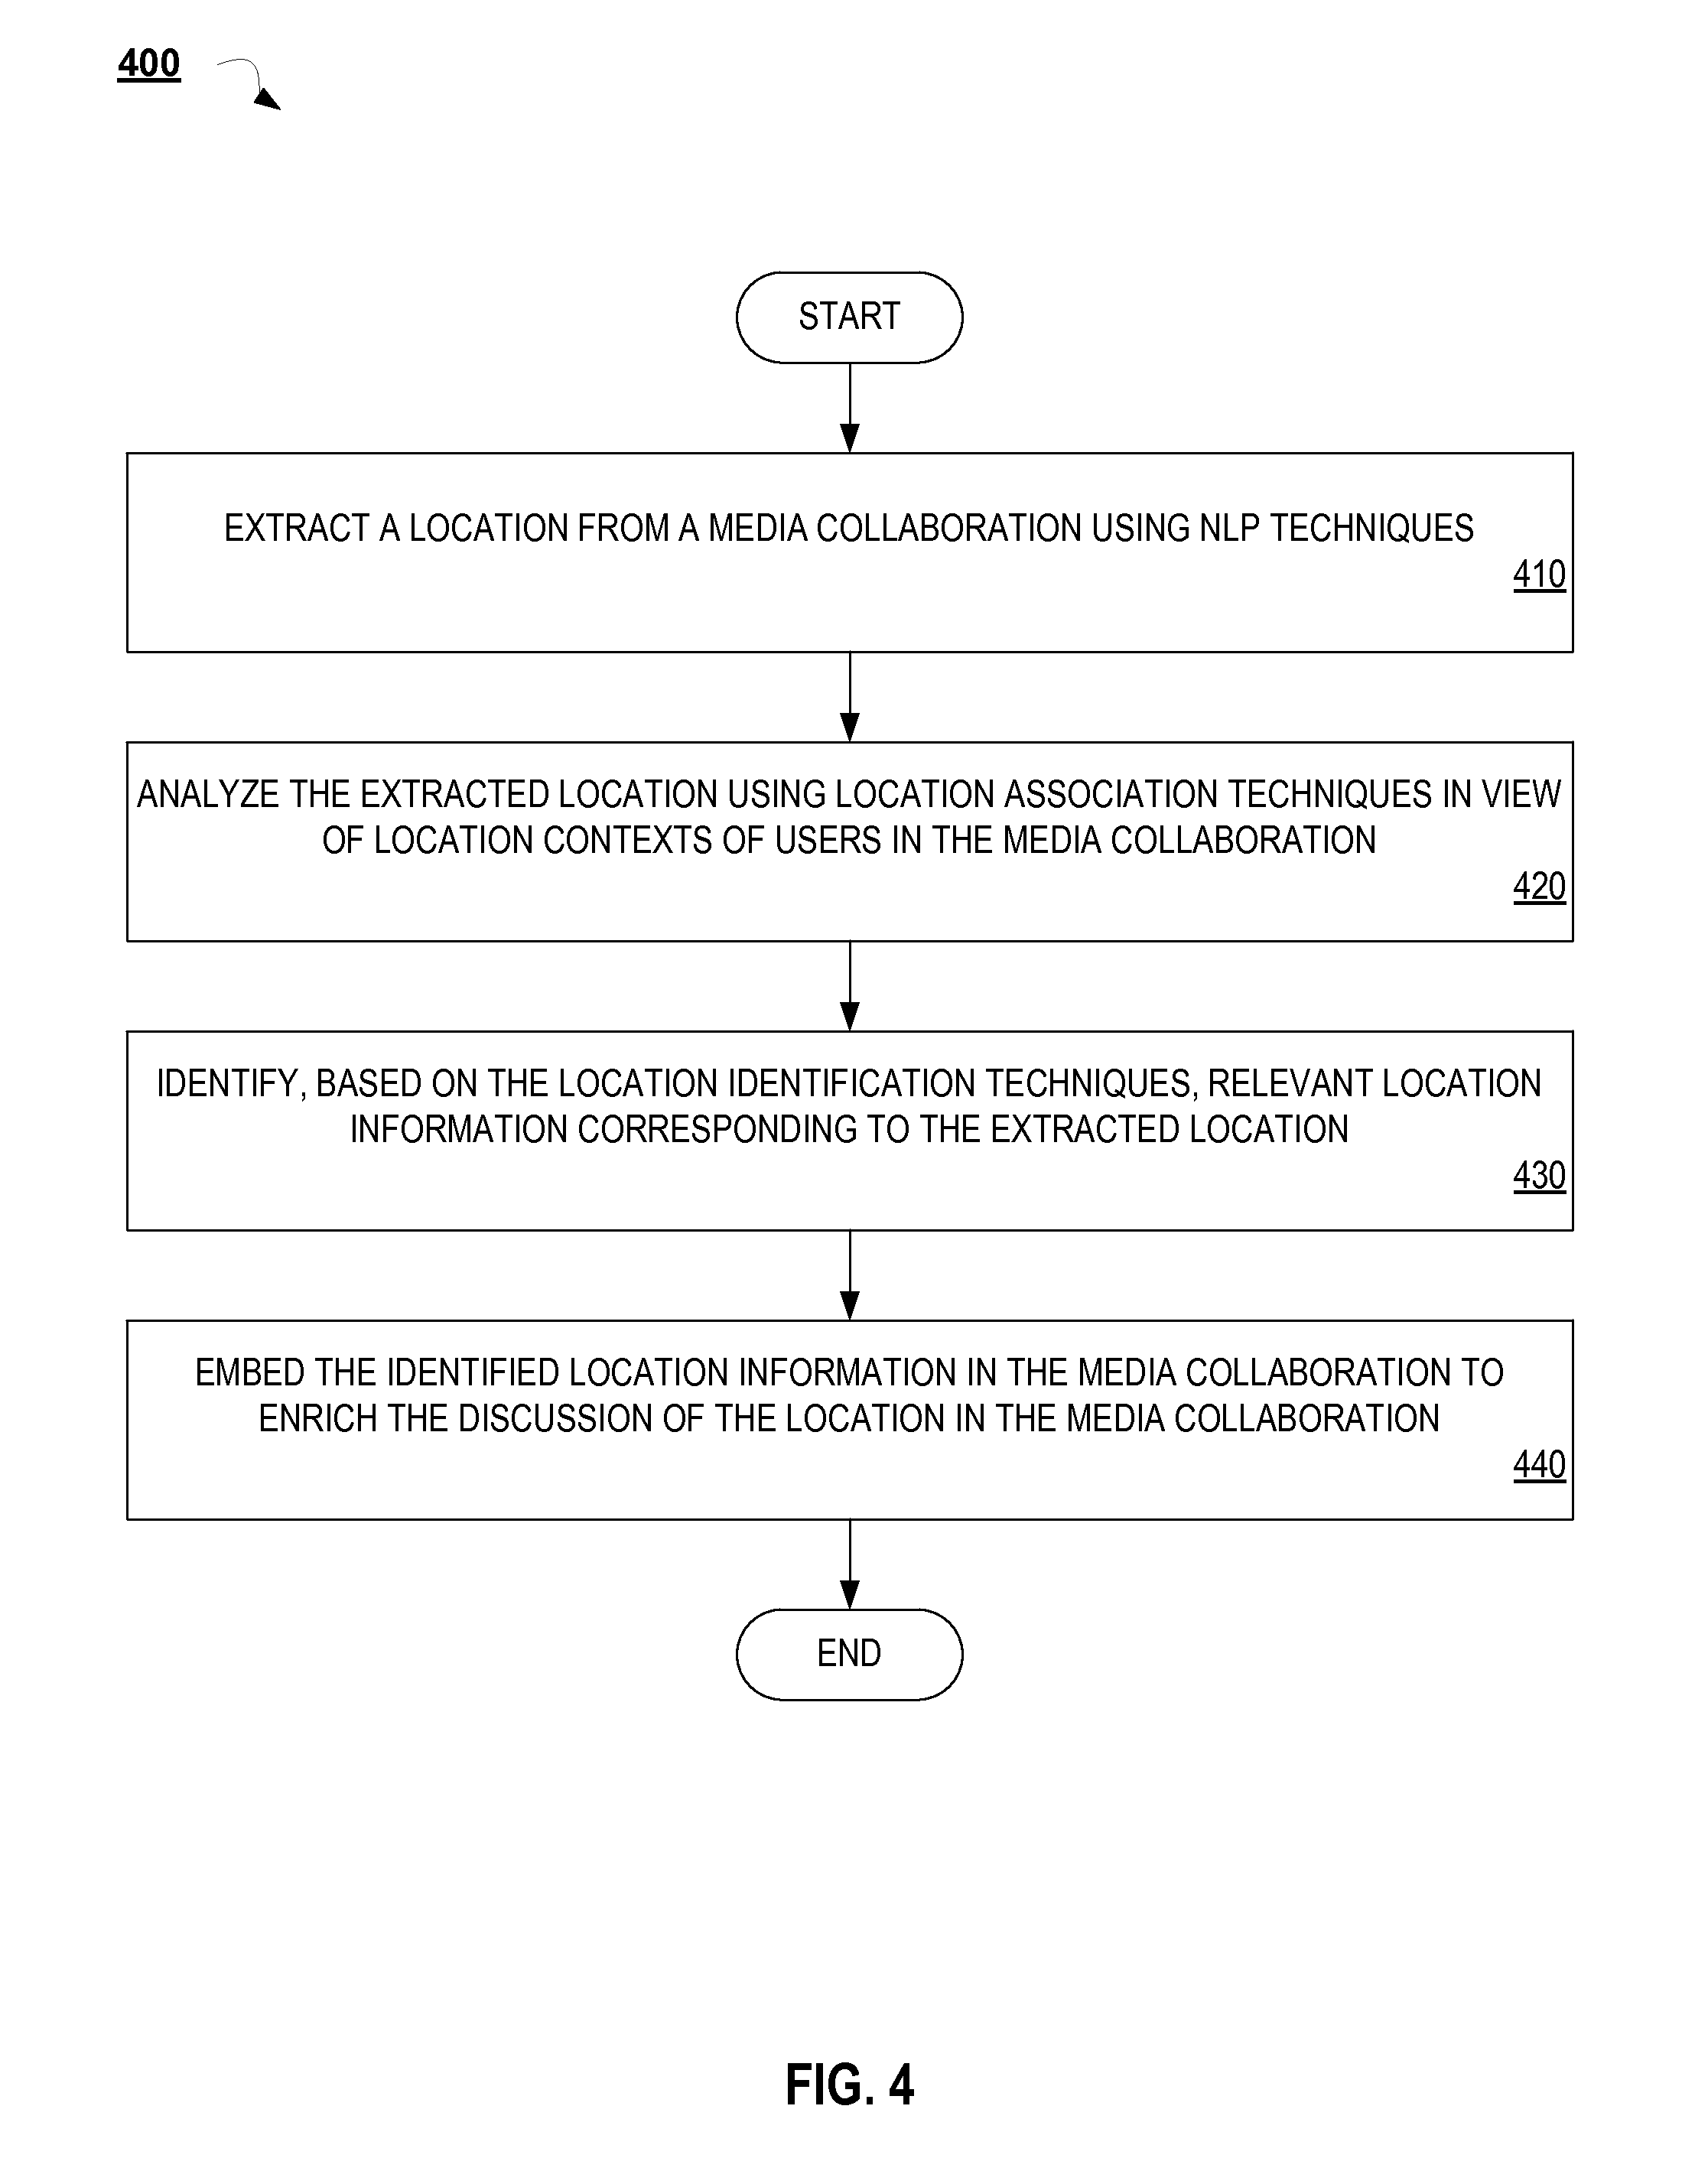 400
START
EXTRACT A LOCATION FROM A MEDIA COLLABORATION USING NLP TECHNIQUES
410
ANALYZE THE EXTRACTED LOCATION USING LOCATION ASSOCIATION TECHNIQUES IN VIEW
OF LOCATION CONTEXTS OF USERS IN THE MEDIA COLLABORATION
420
IDENTIFY, BASED ON THE LOCATION IDENTIFICATION TECHNIQUES, RELEVANT LOCATION
INFORMATION CORRESPONDING TO THE EXTRACTED LOCATION
430
EMBED THE IDENTIFIED LOCATION INFORMATION IN THE MEDIA COLLABORATION TO
ENRICH THE DISCUSSION OF THE LOCATION IN THE MEDIA COLLABORATION
440
END
FIG. 4